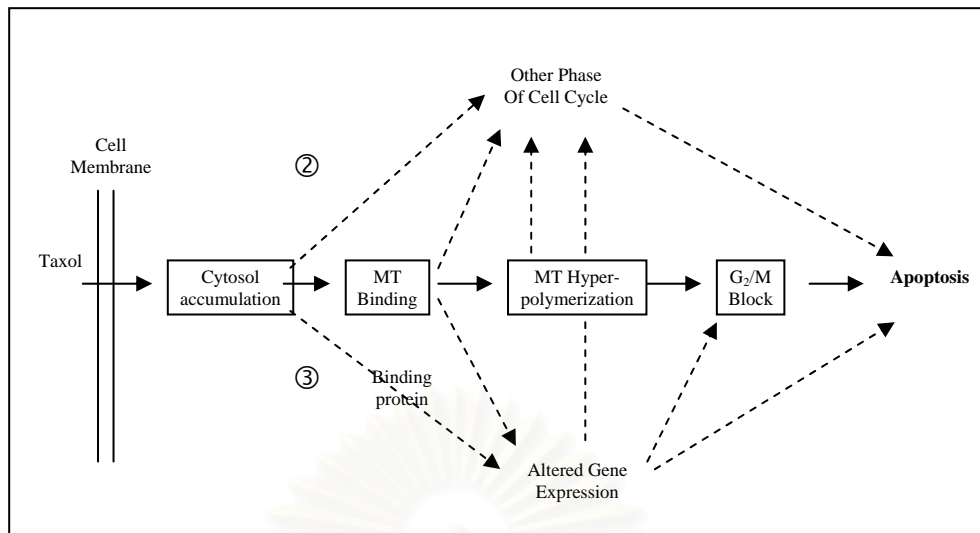 Other Phase
Of Cell Cycle
Cell
Membrane
②
Taxol
Cytosol
accumulation
MT
Binding
MT Hyper-
polymerization
G₂/M
Block
Apoptosis
③
Binding
protein
Altered Gene
Expression